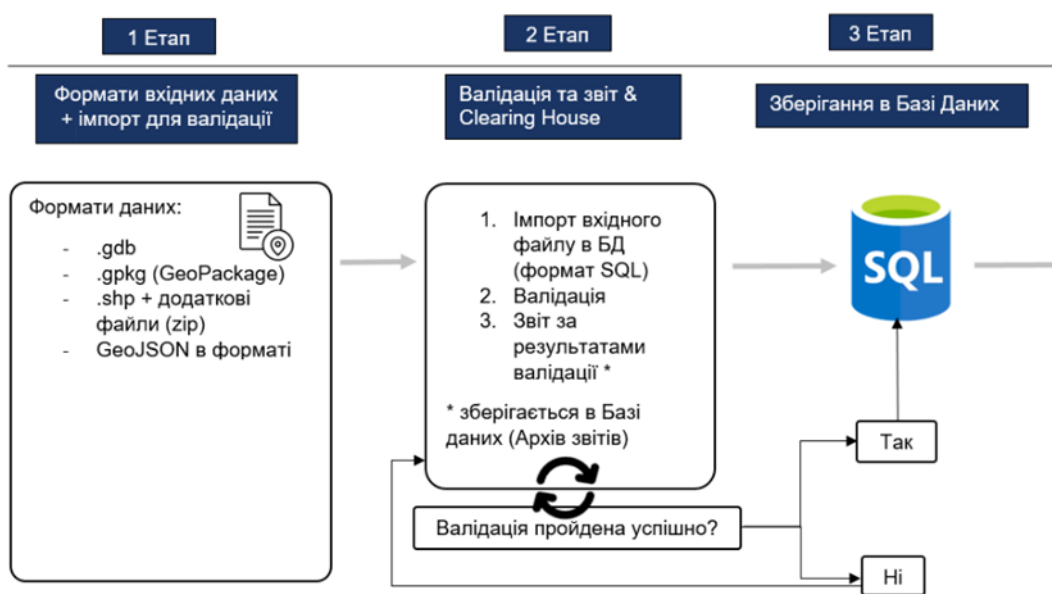 1 Етап
2 Етап
3 Етап
Формати вхідних даних
+ імпорт для валідації
Валідація та звіт &
Clearing House
Зберігання в Базі Даних
Формати даних:
- .gdb
- .gpkg (GeoPackage)
- .shp + додаткові
файли (zip)
- GeoJSON в форматі
1. Імпорт вхідного
файлу в БД
(формат SQL)
2. Валідація
3. Звіт за
результатами
валідації *
* зберігається в Базі
даних (Архів звітів)
Валідація пройдена успішно?
SQL
Так
Ні